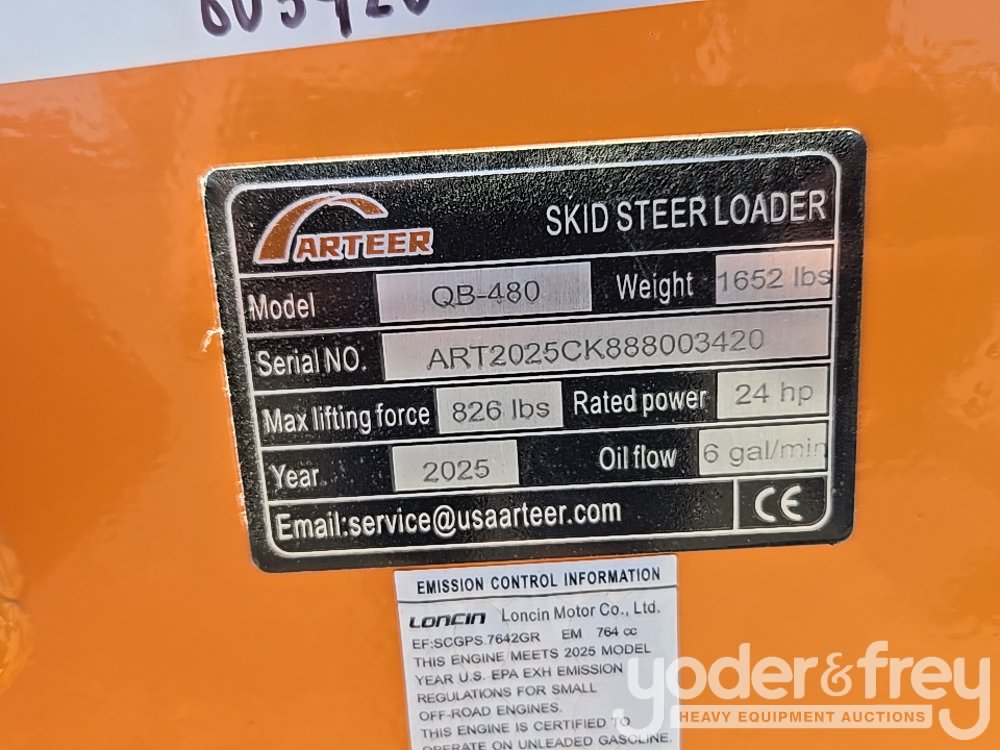 ARTEER SKID STEER LOADER
Model QB-480 Weight 1652 lbs
Serial NO. ART2025CK888003420
Max lifting force 826 lbs Rated power 24 hp
Year 2025 Oil flow 6 gal/min
Email:service@usaarteer.com CE
EMISSION CONTROL INFORMATION
LONCIN Loncin Motor Co., Ltd.
EF:SCGPS.7642GR EM 764 cc
THIS ENGINE MEETS 2025 MODEL
YEAR U.S. EPA EXH EMISSION
REGULATIONS FOR SMALL
OFF-ROAD ENGINES.
THIS ENGINE IS CERTIFIED TO
OPERATE ON UNLEADED GASOLINE.
yoder&frey
HEAVY EQUIPMENT AUCTIONS